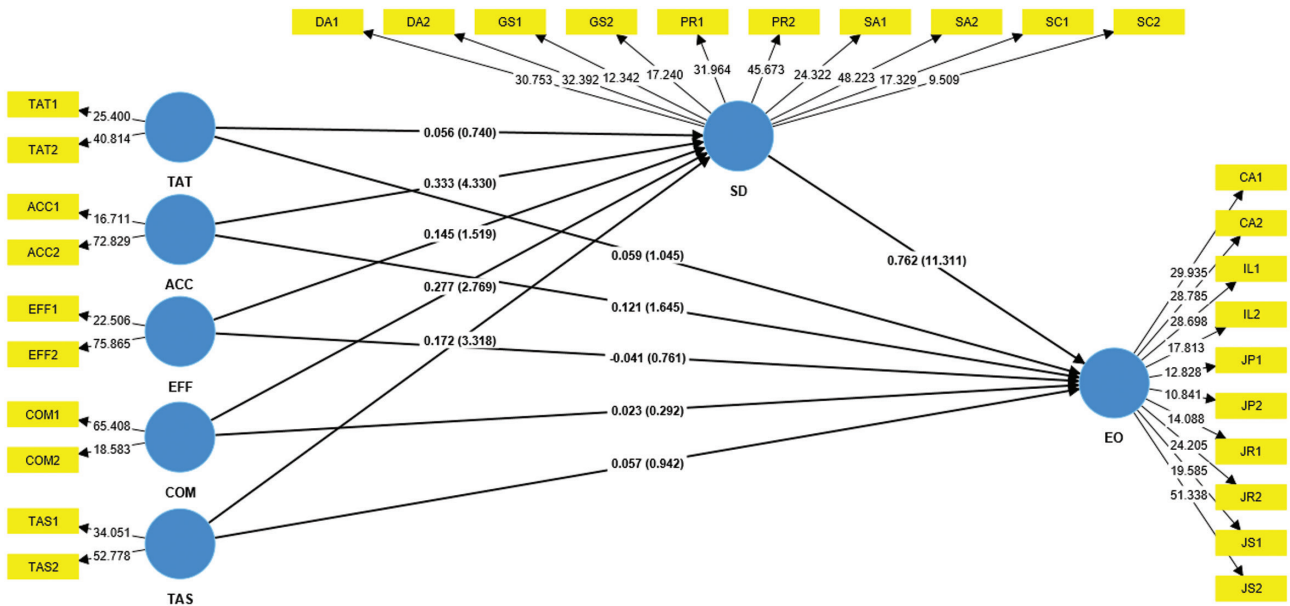 DA1 DA2 GS1 GS2 PR1 PR2 SA1 SA2 SC1 SC2
30.753 32.392 12.342 17.240 31.964 45.673 24.322 48.223 17.329 9.509
TAT1
25.400
40.814
TAT2
TAT
0.056 (0.740)
SD
ACC1
16.711
72.829
ACC2
ACC
0.333 (4.330)
0.145 (1.519)
0.059 (1.045)
0.762 (11.311)
0.277 (2.769)
EFF1
22.506
75.865
EFF2
EFF
0.121 (1.645)
0.172 (3.318)
-0.041 (0.761)
COM1
65.408
18.583
COM2
COM
0.023 (0.292)
0.057 (0.942)
TAS1
34.051
52.778
TAS2
TAS
EO
CA1
CA2
IL1
IL2
JP1
JP2
JR1
JR2
JS1
JS2
29.935
28.785
28.698
17.813
12.828
10.841
14.088
24.205
19.585
51.338